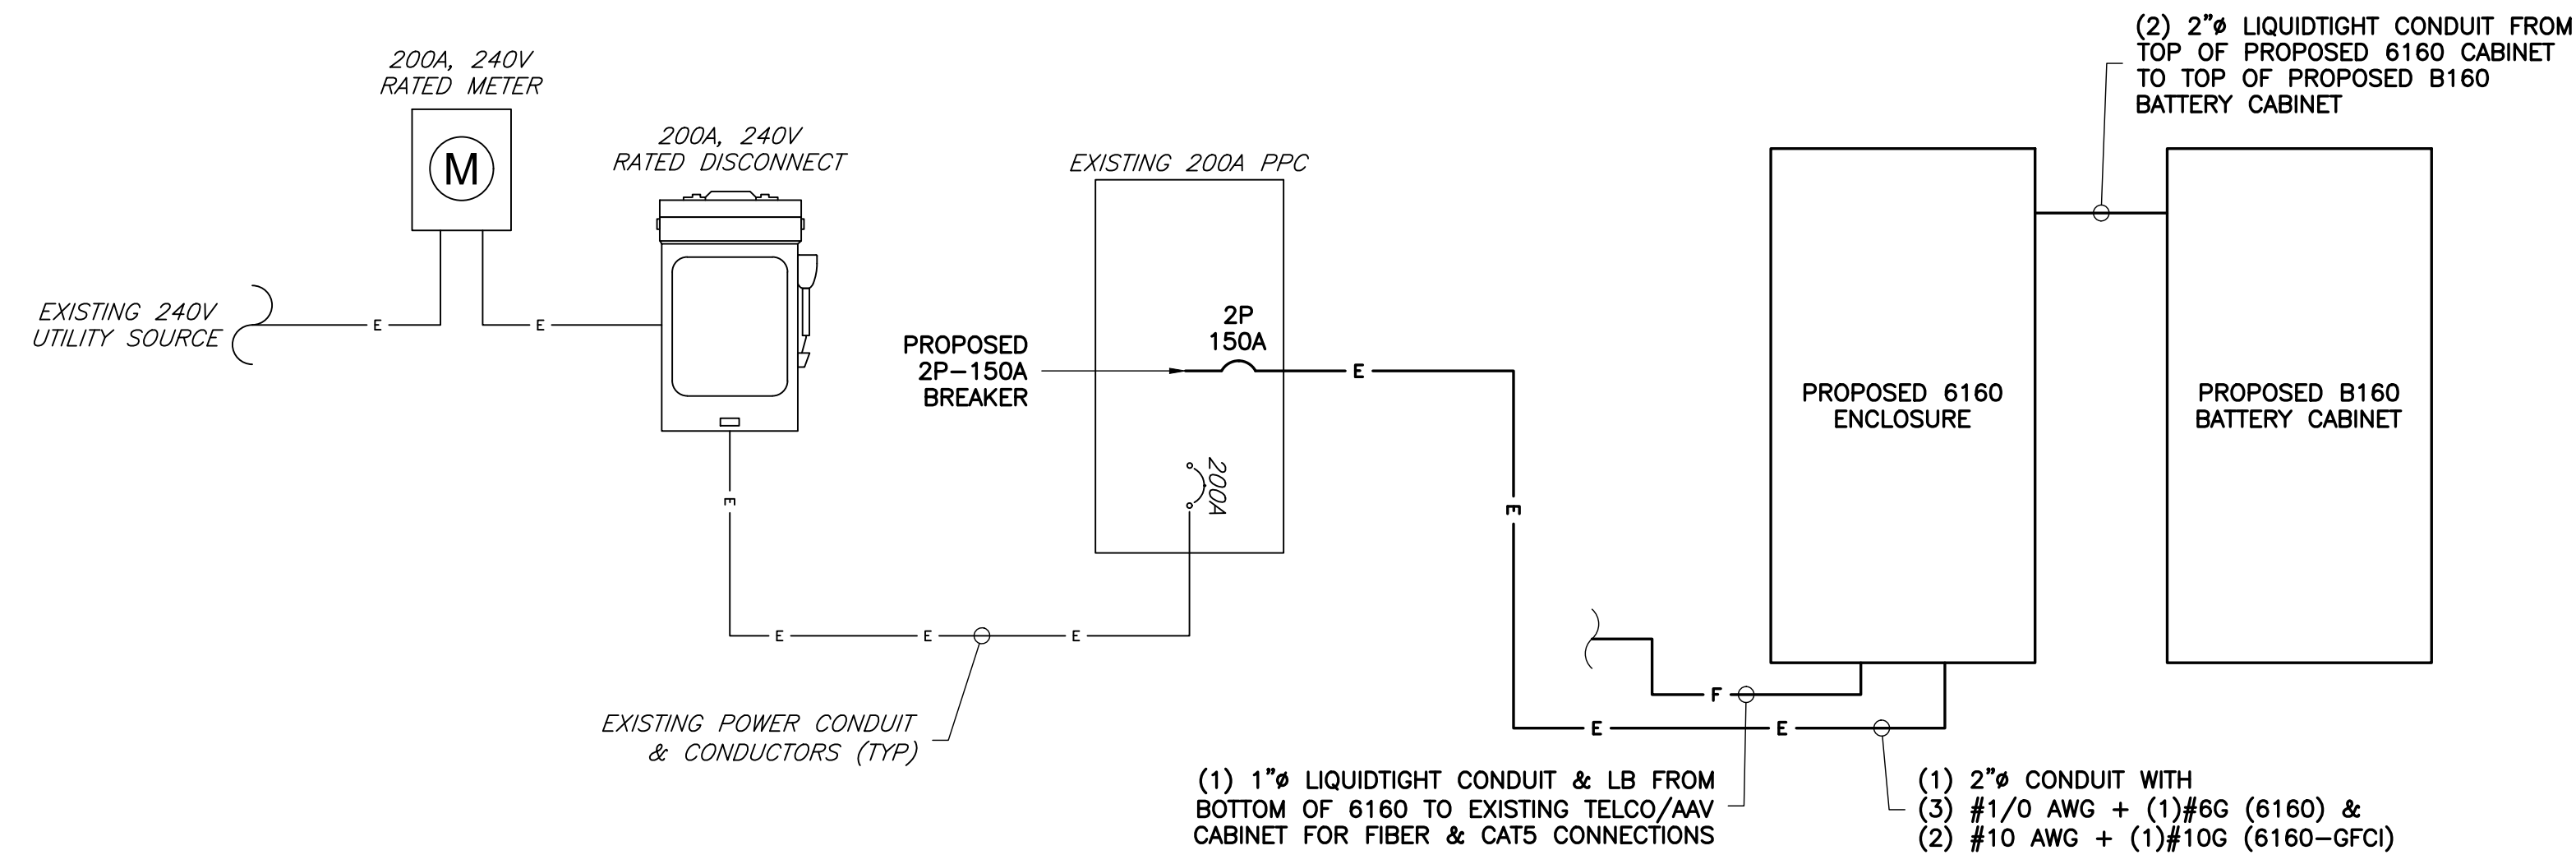 (2) 2"ø LIQUIDTIGHT CONDUIT FROM
TOP OF PROPOSED 6160 CABINET
TO TOP OF PROPOSED B160
BATTERY CABINET
200A, 240V
RATED METER
M
200A, 240V
RATED DISCONNECT
EXISTING 200A PPC
EXISTING 240V
UTILITY SOURCE
E
E
PROPOSED
2P-150A
BREAKER
2P
150A
E
200A
E
E
PROPOSED 6160
ENCLOSURE
PROPOSED B160
BATTERY CABINET
E
E
E
F
E
E
EXISTING POWER CONDUIT
& CONDUCTORS (TYP)
(1) 1"ø LIQUIDTIGHT CONDUIT & LB FROM
BOTTOM OF 6160 TO EXISTING TELCO/AAV
CABINET FOR FIBER & CAT5 CONNECTIONS
(1) 2"ø CONDUIT WITH
(3) #1/0 AWG + (1)#6G (6160) &
(2) #10 AWG + (1)#10G (6160-GFCI)